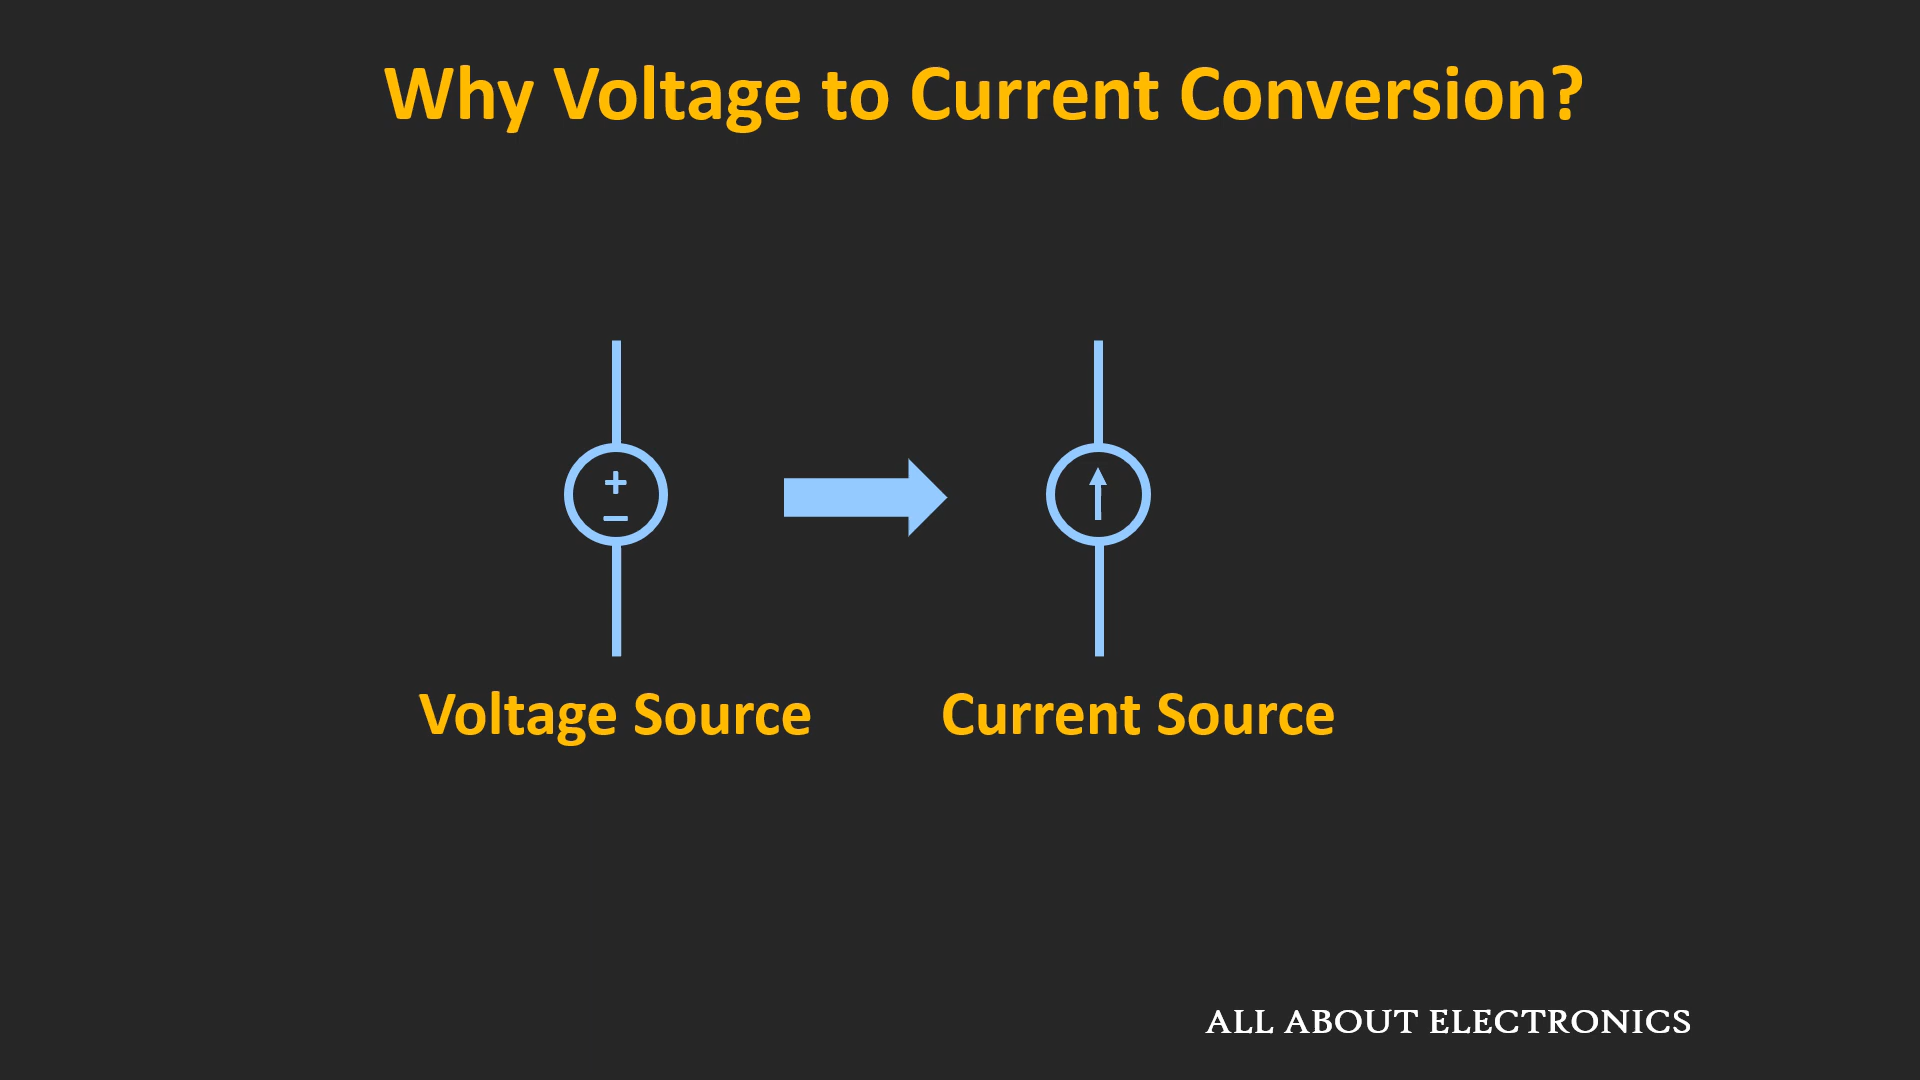 Why Voltage to Current Conversion?
+
–
Voltage Source
Current Source
ALL ABOUT ELECTRONICS